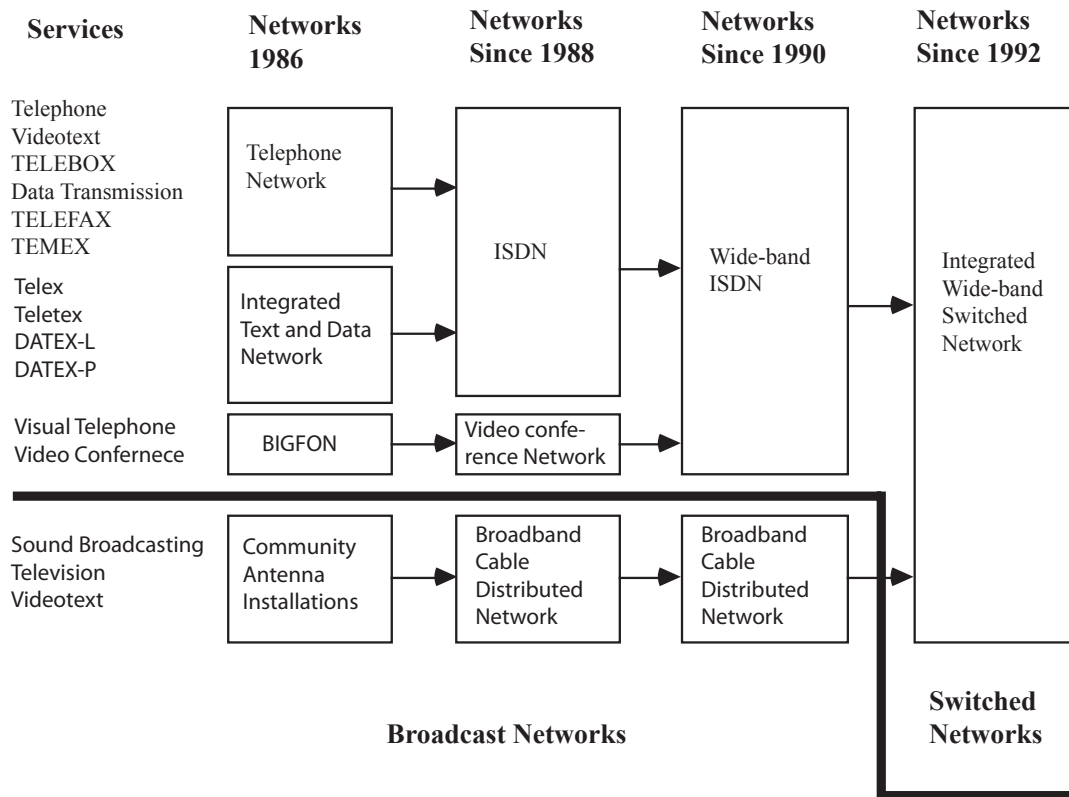 Services
Networks
1986
Networks
Since 1988
Networks
Since 1990
Networks
Since 1992
Telephone
Videotext
TELEBOX
Data Transmission
TELEFAX
TEMEX
Telephone
Network
ISDN
Wide-band
ISDN
Integrated
Wide-band
Switched
Network
Telex
Teletex
DATEX-L
DATEX-P
Integrated
Text and Data
Network
Visual Telephone
Video Confernece
BIGFON
Video confe-
rence Network
Sound Broadcasting
Television
Videotext
Community
Antenna
Installations
Broadband
Cable
Distributed
Network
Broadband
Cable
Distributed
Network
Broadcast Networks
Switched
Networks